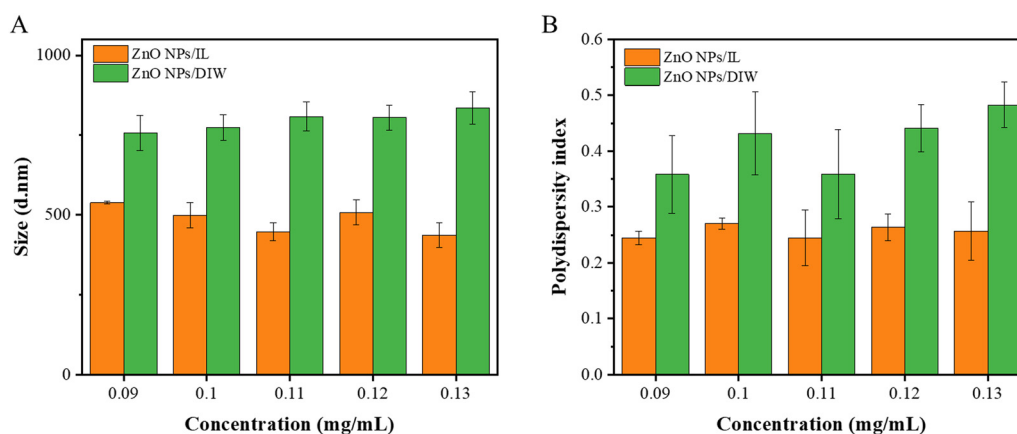 A
ZnO NPs/IL
ZnO NPs/DIW
1000
500
0
Size (d.nm)
0.09 0.1 0.11 0.12 0.13
Concentration (mg/mL)
B
ZnO NPs/IL
ZnO NPs/DIW
0.6
0.5
0.4
0.3
0.2
0.1
0.0
Polydispersity index
0.09 0.1 0.11 0.12 0.13
Concentration (mg/mL)